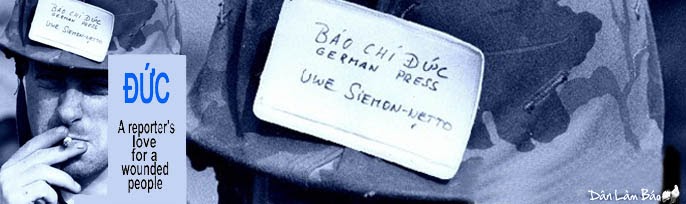 BÁO CHÍ ĐỨC
GERMAN PRESS
UWE SIEMON-NETTO
ĐỨC
A reporter's
love
for a
wounded
people
BÁO CHÍ ĐỨC
GERMAN PRESS
UWE SIEMON-NETTO
Dân Làm Báo